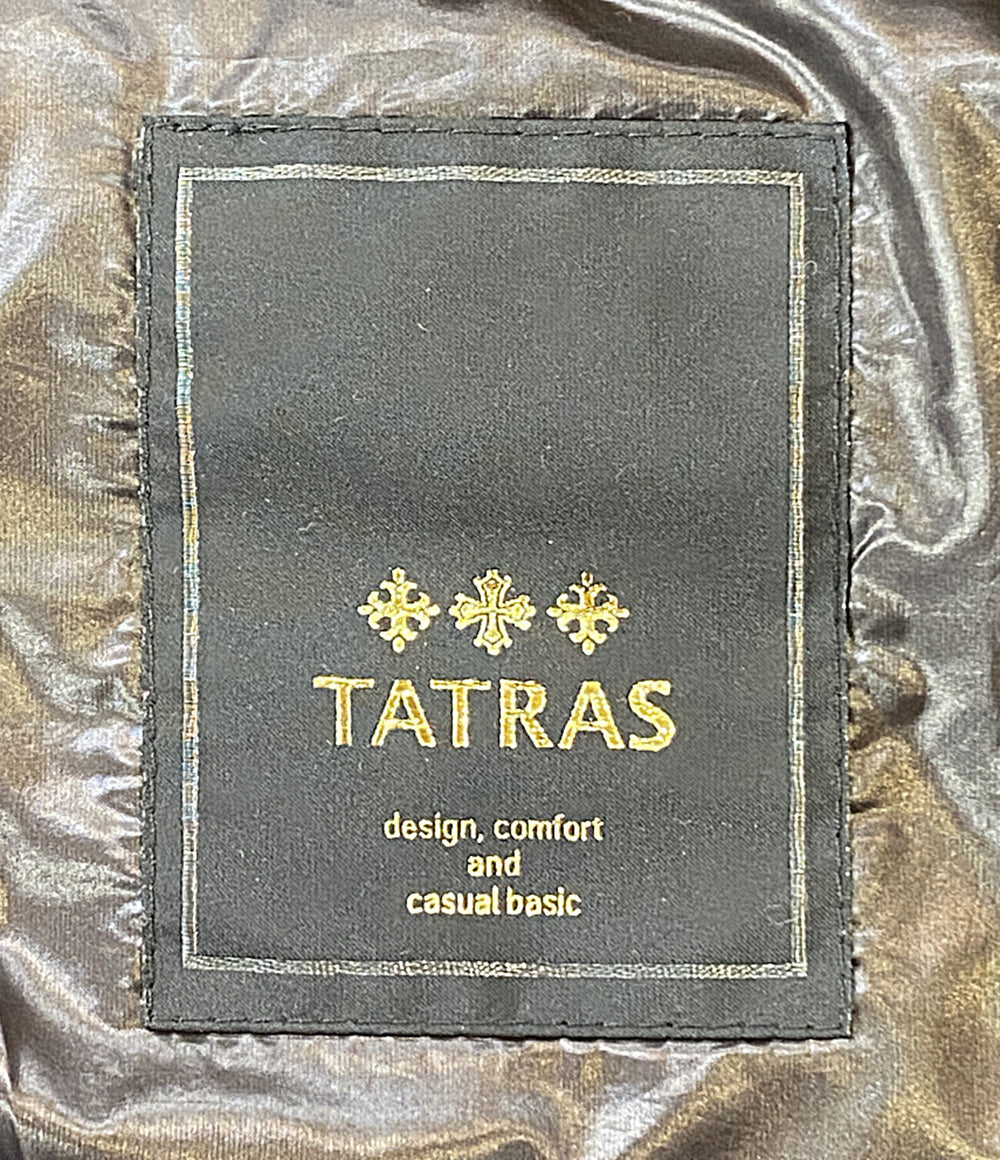 TATRAS
design, comfort
and
casual basic